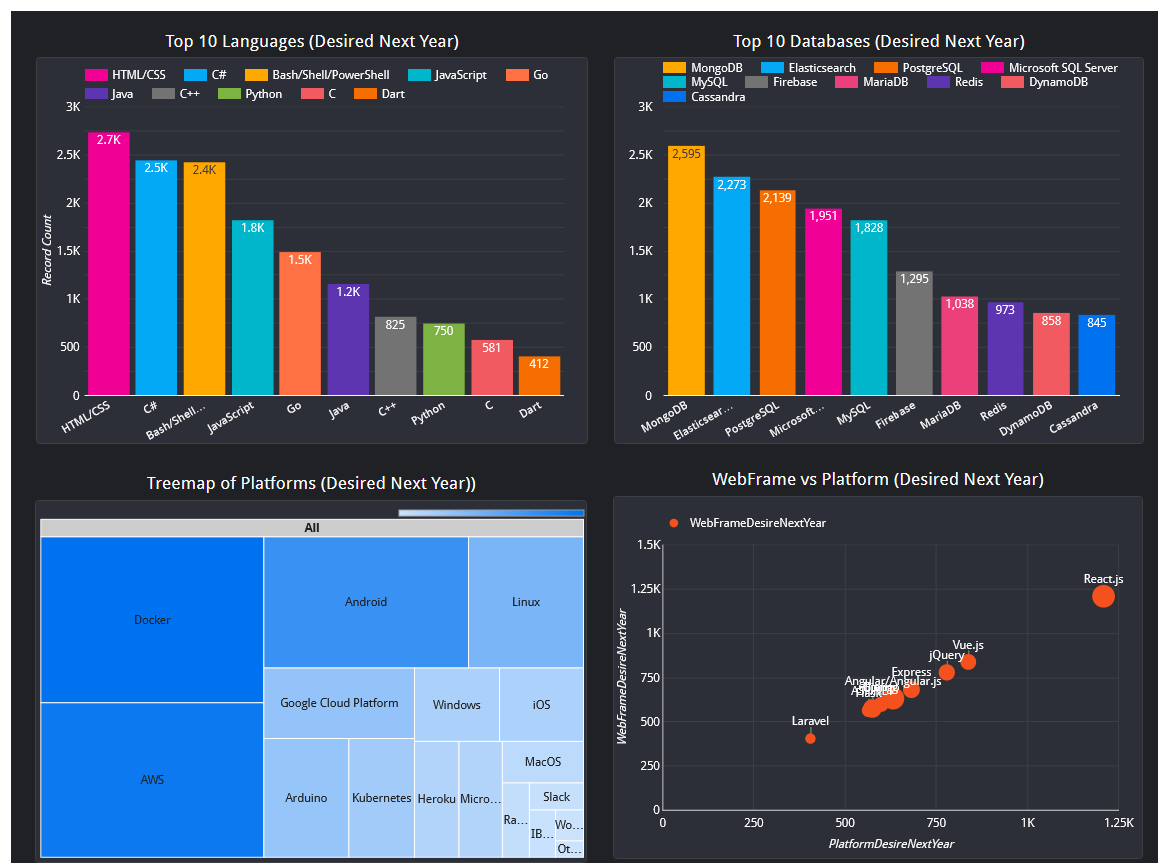 Top 10 Languages (Desired Next Year)
HTML/CSS C# Bash/Shell/PowerShell JavaScript Go
Java C++ Python C Dart
3K
2.5K
2K
1.5K
1K
500
0
Record Count
2.7K
2.5K
2.4K
1.8K
1.5K
1.2K
825
750
581
412
HTML/CSS
C#
Bash/Shell…
JavaScript
Go
Java
C++
Python
C
Dart
Top 10 Databases (Desired Next Year)
MongoDB Elasticsearch PostgreSQL Microsoft SQL Server
MySQL Firebase MariaDB Redis DynamoDB
Cassandra
3K
2.5K
2K
1.5K
1K
500
0
2,595
2,273
2,139
1,951
1,828
1,295
1,038
973
858
845
MongoDB
Elasticsear…
PostgreSQL
Microsoft…
MySQL
Firebase
MariaDB
Redis
DynamoDB
Cassandra
Treemap of Platforms (Desired Next Year))
All
Docker
AWS
Android
Linux
Google Cloud Platform
Windows
iOS
Arduino
Kubernetes
Heroku
Micro…
MacOS
Ra…
Slack
IB…
Wo…
Ot…
WebFrame vs Platform (Desired Next Year)
WebFrameDesireNextYear
1.5K
1.25K
1K
750
500
250
0
WebFrameDesireNextYear
React.js
Vue.js
jQuery
Express
Angular/Angular.js
Laravel
0
250
500
750
1K
1.25K
PlatformDesireNextYear